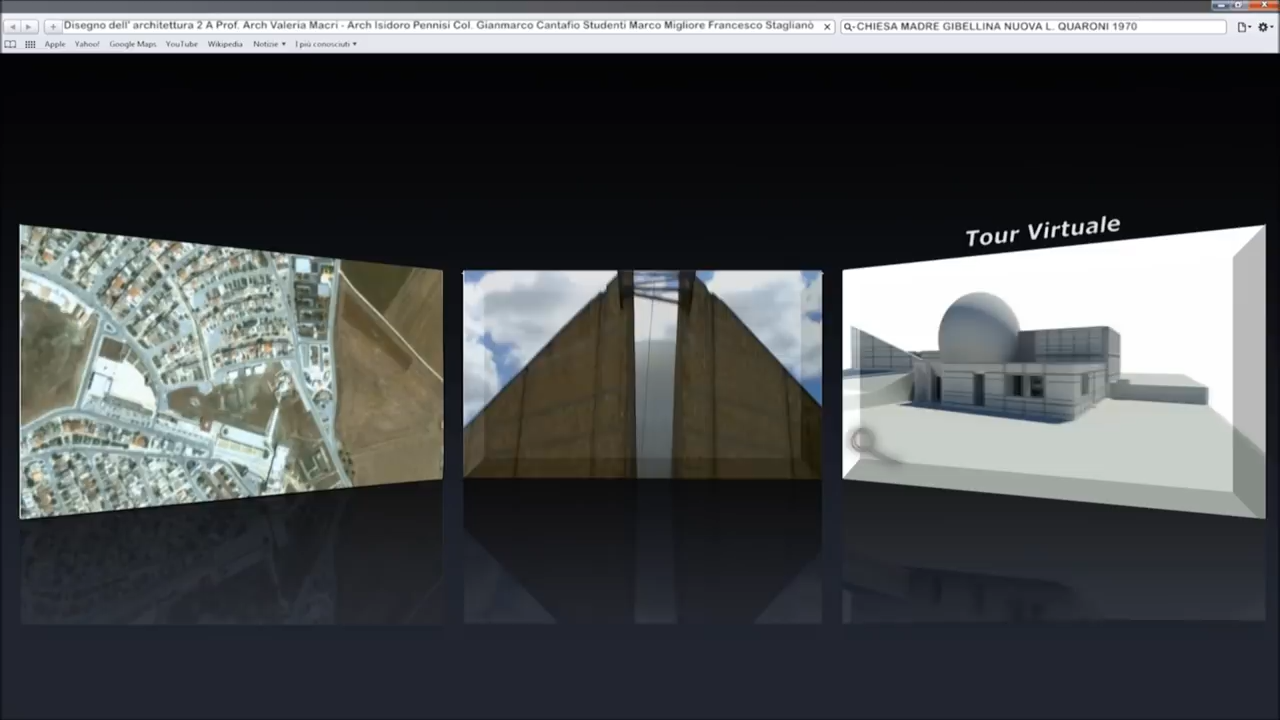 Disegno dell' architettura 2 A Prof. Arch Valeria Macrì - Arch Isidoro Pennisi Col. Gianmarco Cantafio Studenti Marco Migliore Francesco Staglianò
CHIESA MADRE GIBELLINA NUOVA L. QUARONI 1970
Apple Yahoo! Google Maps YouTube Wikipedia Notizie I più conosciuti
Tour Virtuale